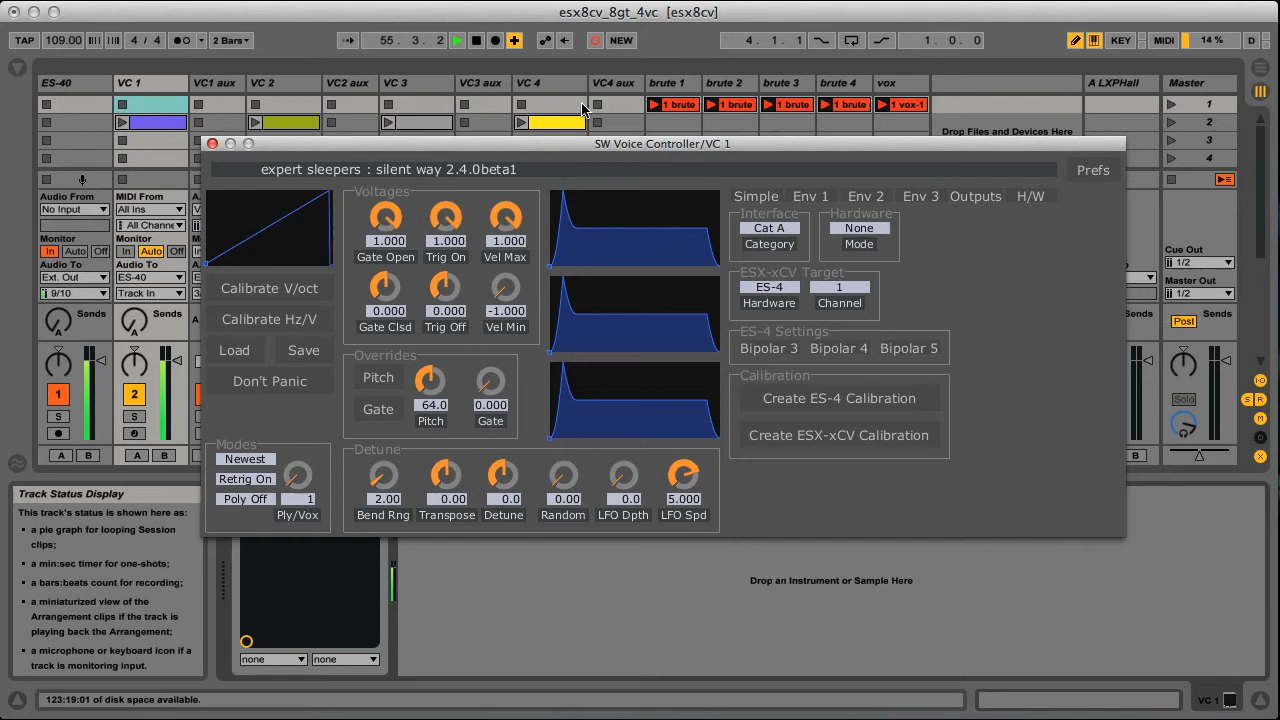 esx8cv_8gt_4vc [esx8cv]
TAP 109.00 4 / 4 2 Bars 55 . 3 . 2 NEW 4 . 1 . 1 1 . 0 . 0 KEY MIDI 14 % D
ES-40 VC 1 VC1 aux VC 2 VC2 aux VC 3 VC3 aux VC 4 VC4 aux brute 1 brute 2 brute 3 brute 4 vox A LXPHall Master
1 brute 1 brute 1 brute 1 brute 1 vox-1 1
2
Drop Files and Devices Here
3
4
SW Voice Controller/VC 1
expert sleepers : silent way 2.4.0beta1
Prefs
Audio From
No Input
Monitor
In Auto Off
Audio To
Ext. Out
9/10
Sends
A
1
S
A B
MIDI From
All Ins
All Channe
Monitor
In Auto Off
Audio To
ES-40
Track In
Sends
A
2
S
A B
Calibrate V/oct
Calibrate Hz/V
Load Save
Don't Panic
Modes
Newest
Retrig On
Poly Off 1
Ply/Vox
Voltages
1.000 1.000 1.000
Gate Open Trig On Vel Max
0.000 0.000 -1.000
Gate Clsd Trig Off Vel Min
Overrides
Pitch
64.0 0.000
Gate
Pitch Gate
Detune
2.00 0.00 0.0 0.00 0.0 5.000
Bend Rng Transpose Detune Random LFO Dpth LFO Spd
Simple Env 1 Env 2 Env 3 Outputs H/W
Interface Hardware
Cat A None
Category Mode
ESX-xCV Target
ES-4 1
Hardware Channel
ES-4 Settings
Bipolar 3 Bipolar 4 Bipolar 5
Calibration
Create ES-4 Calibration
Create ESX-xCV Calibration
Cue Out
1/2
Master Out
1/2
Sends
Post
S Solo
B
I·O
S R
M
D
Track Status Display
This track's status is shown here as:
a pie graph for looping Session
clips;
a min:sec timer for one-shots;
a bars:beats count for recording;
a miniaturized view of the
Arrangement clips if the track is
playing back the Arrangement;
a microphone or keyboard icon if a
track is monitoring input.
none none
Drop an Instrument or Sample Here
123:19:01 of disk space available.
VC 1